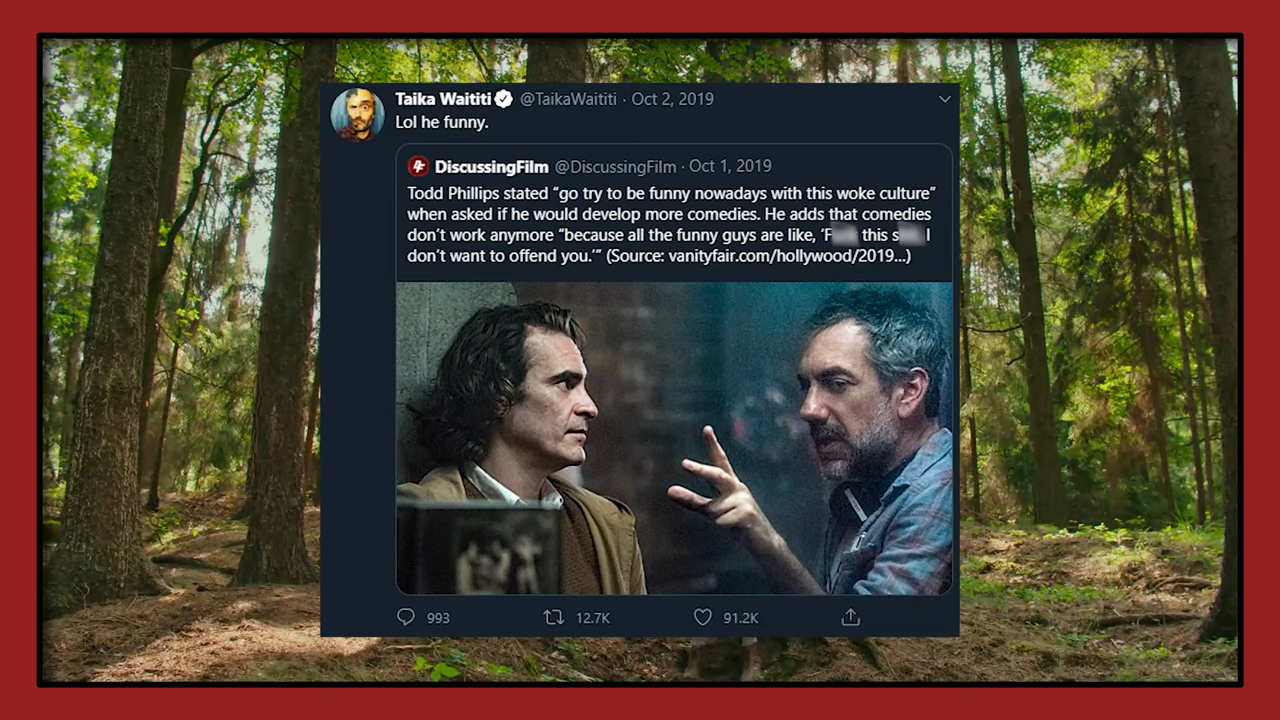 Taika Waititi @TaikaWaititi · Oct 2, 2019
Lol he funny.
DiscussingFilm @DiscussingFilm · Oct 1, 2019
Todd Phillips stated “go try to be funny nowadays with this woke culture”
when asked if he would develop more comedies. He adds that comedies
don’t work anymore “because all the funny guys are like, ‘F this s I
don’t want to offend you.’” (Source: vanityfair.com/hollywood/2019...)
993 12.7K 91.2K